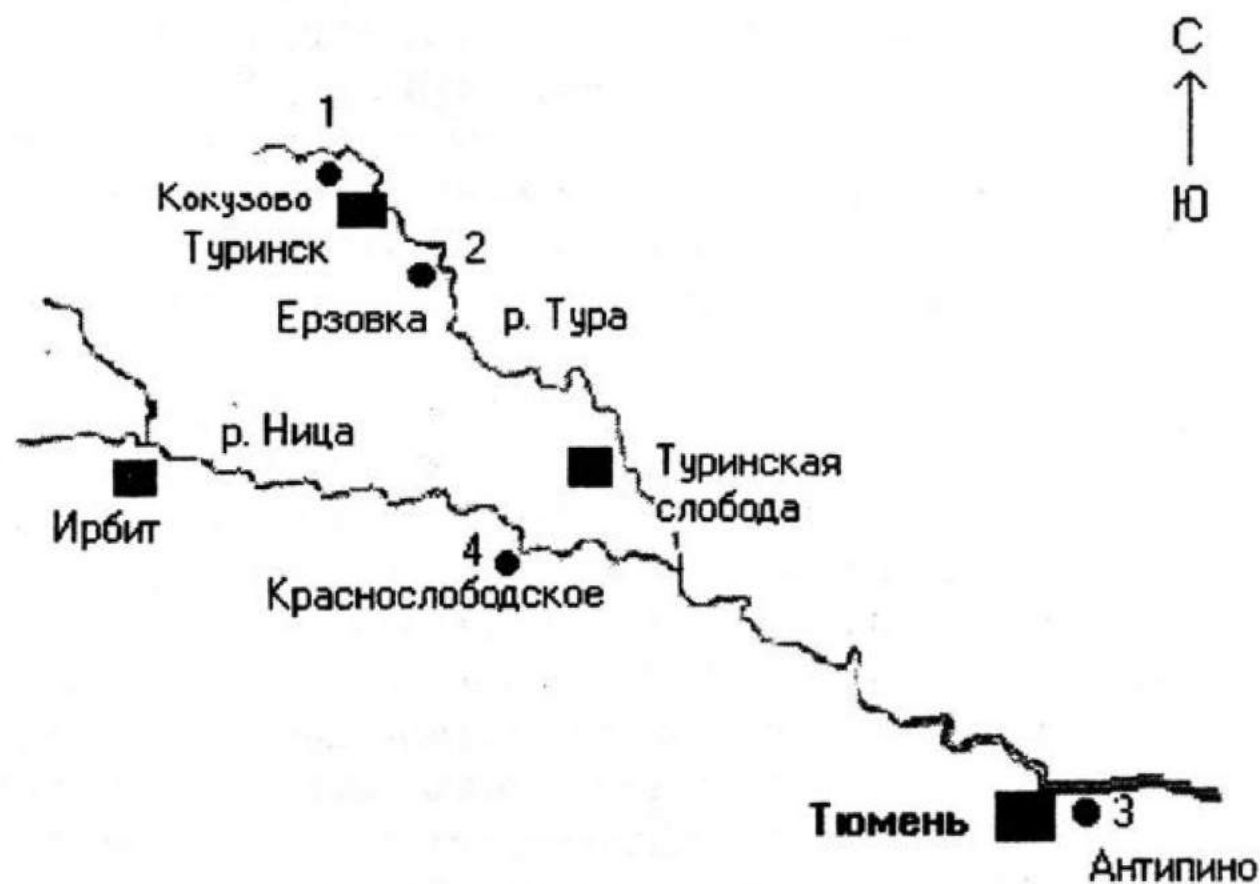 С
1
Кокузово
Ю
Туринск
2
Ерзовка
р. Тура
р. Ница
Туринская
слобода
Ирбит
4
Краснослободское
Тюмень
3
Антипино